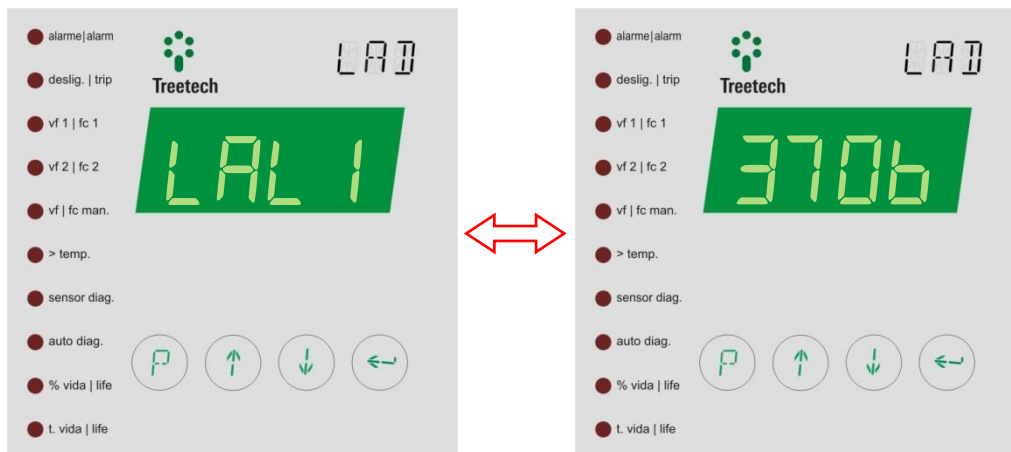 alarme|alarm
deslig. | trip
vf 1 | fc 1
vf 2 | fc 2
vf | fc man.
> temp.
sensor diag.
auto diag.
% vida | life
t. vida | life
Treetech
LAD
LAL 1
P
alarme|alarm
deslig. | trip
vf 1 | fc 1
vf 2 | fc 2
vf | fc man.
> temp.
sensor diag.
auto diag.
% vida | life
t. vida | life
Treetech
LAD
370b
P